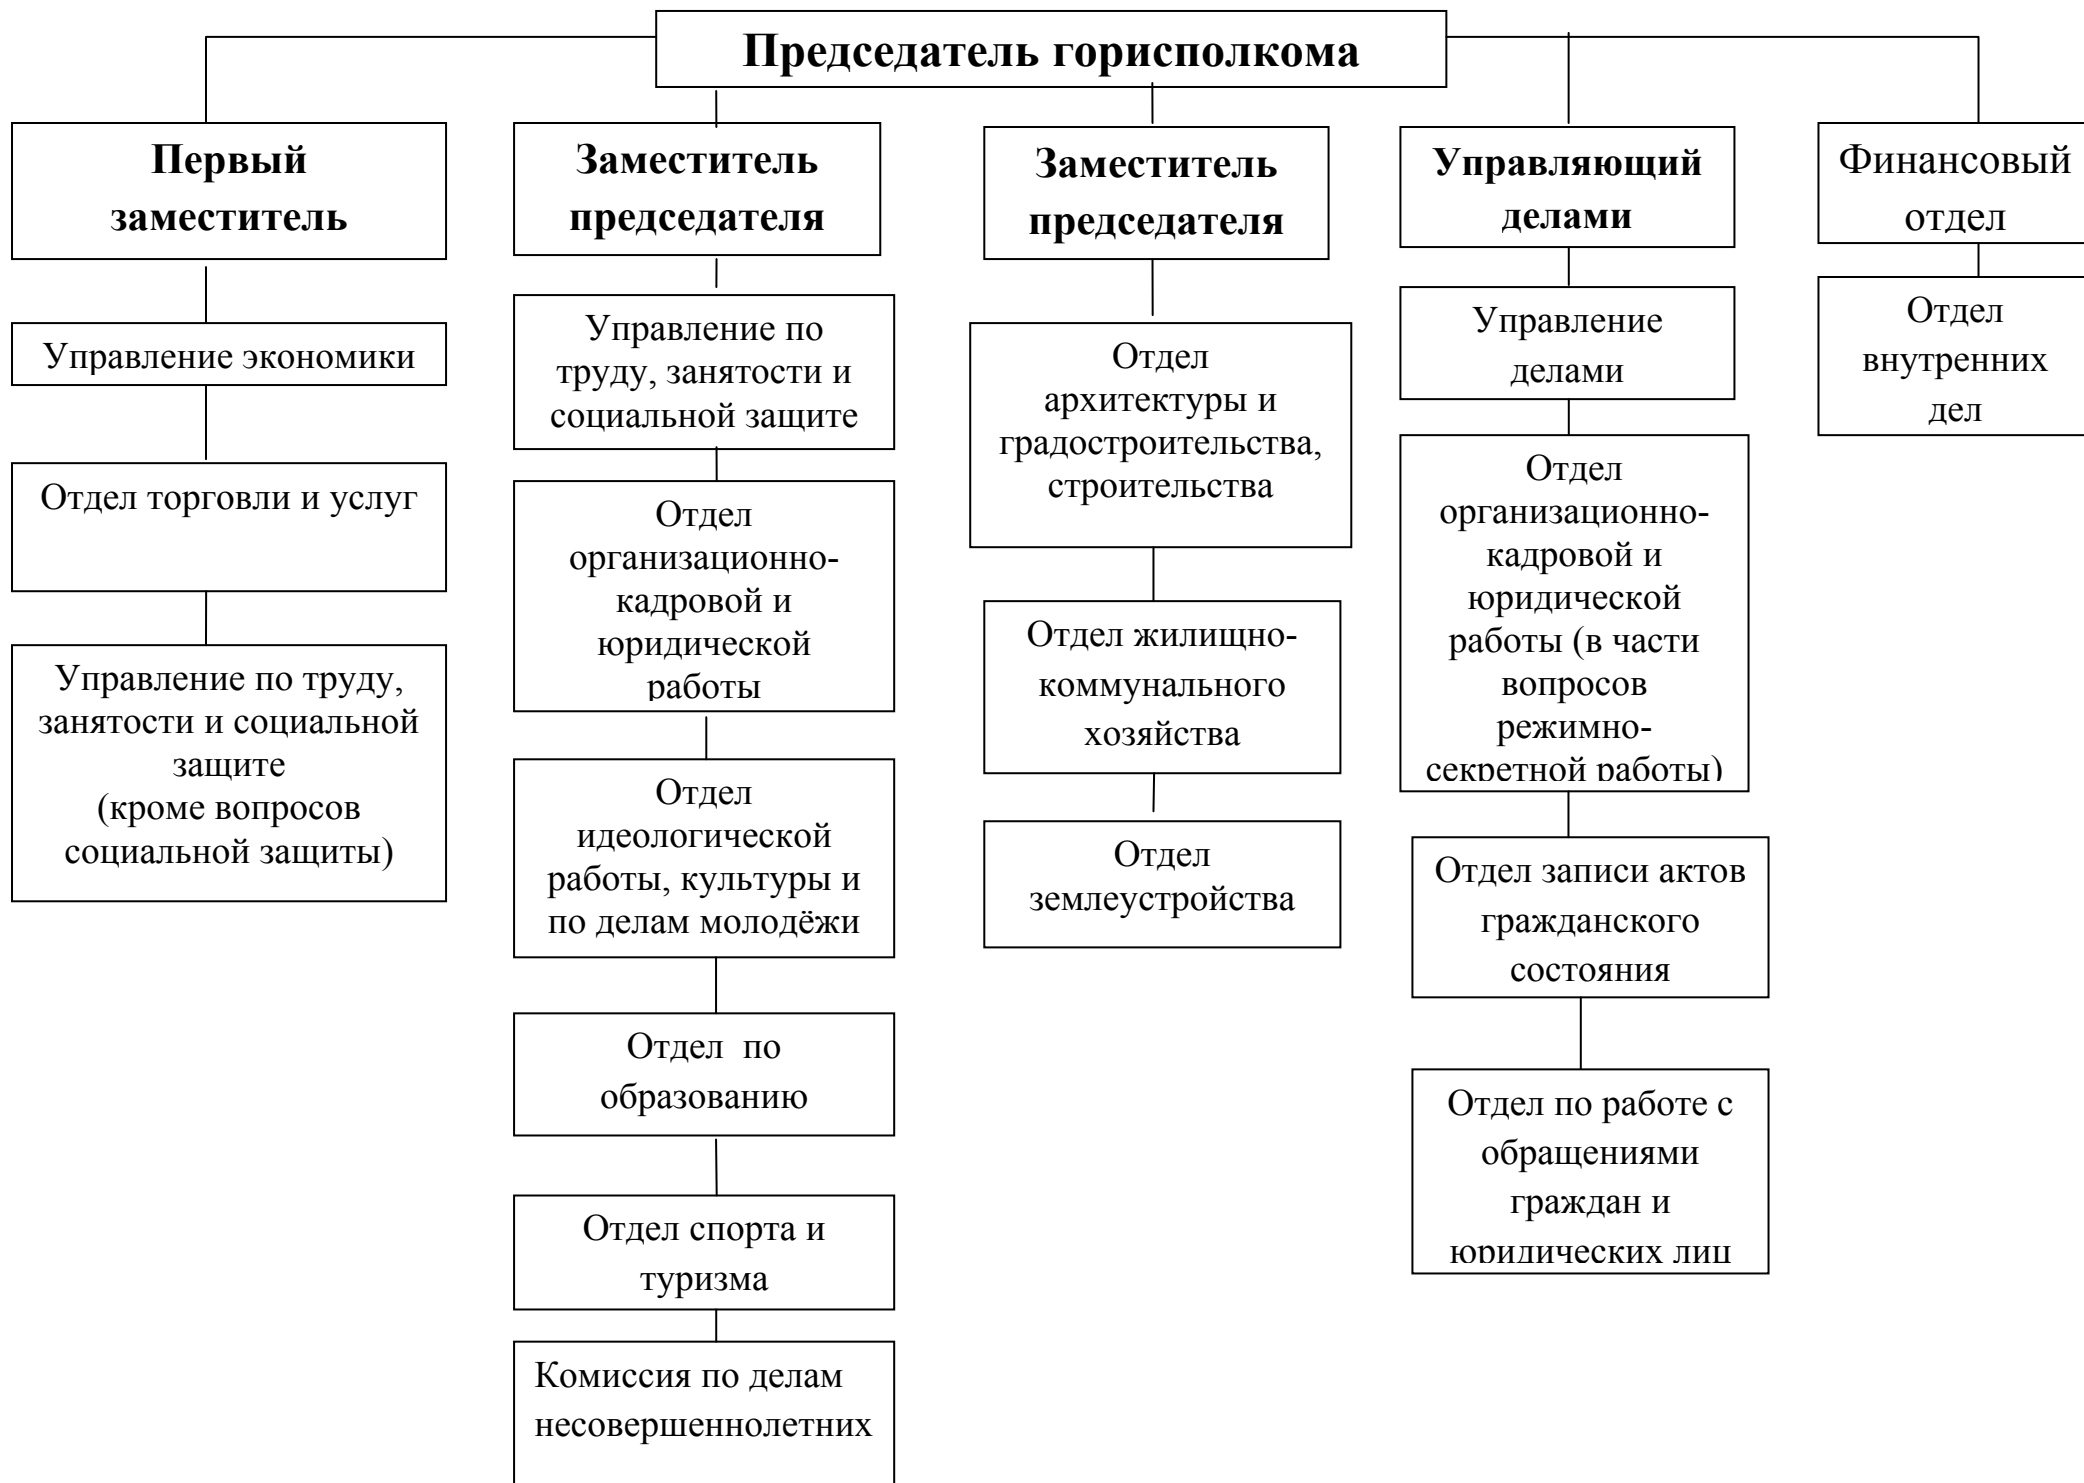 Председатель горисполкома
Первый
заместитель
Управление экономики
Отдел торговли и услуг
Управление по труду,
занятости и социальной
защите
(кроме вопросов
социальной защиты)
Заместитель
председателя
Управление по
труду, занятости и
социальной защите
Отдел
организационно-
кадровой и
юридической
работы
Отдел
идеологической
работы, культуры и
по делам молодёжи
Отдел по
образованию
Отдел спорта и
туризма
Комиссия по делам
несовершеннолетних
Заместитель
председателя
Отдел
архитектуры и
градостроительства,
строительства
Отдел жилищно-
коммунального
хозяйства
Отдел
землеустройства
Управляющий
делами
Управление
делами
Отдел
организационно-
кадровой и
юридической
работы (в части
вопросов
режимно-
секретной работы)
Отдел записи актов
гражданского
состояния
Отдел по работе с
обращениями
граждан и
юридических лиц
Финансовый
отдел
Отдел
внутренних
дел